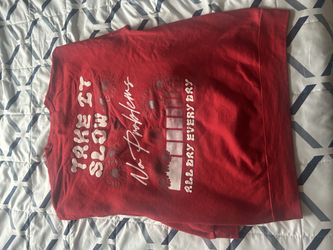 TAKE IT
SLOW
No Problems
ALL DAY EVERY DAY